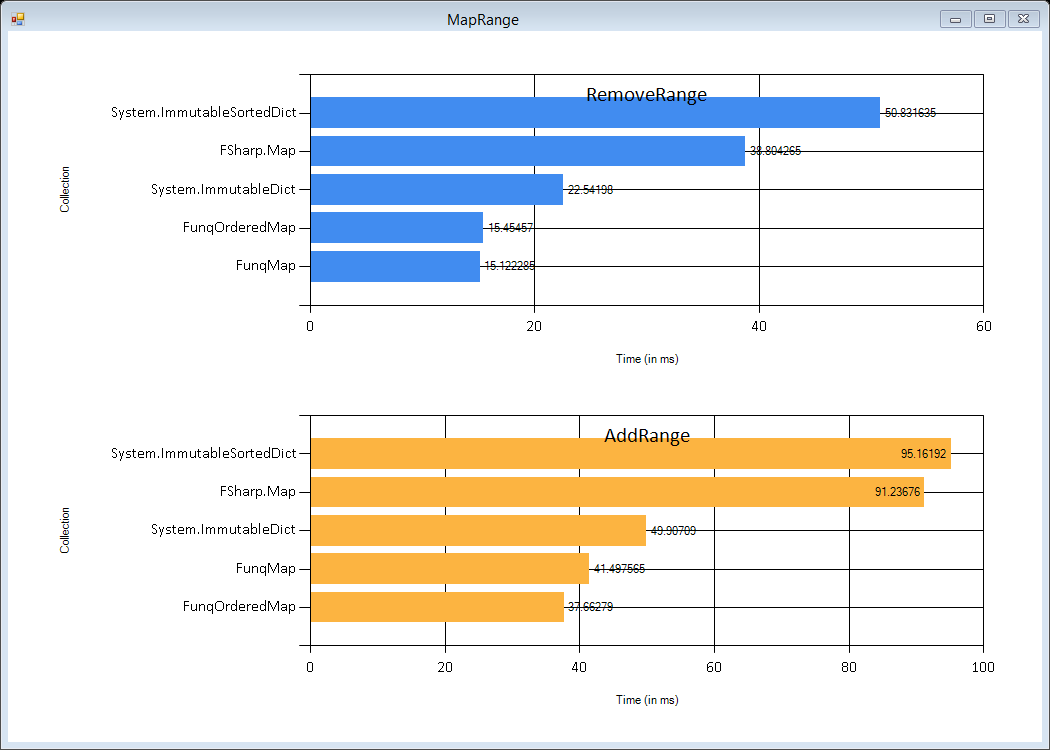 MapRange
RemoveRange
System.ImmutableSortedDict 50.831635
FSharp.Map 38.804265
System.ImmutableDict 22.54198
FunqOrderedMap 15.45457
FunqMap 15.122285
Collection
0 20 40 60
Time (in ms)
AddRange
System.ImmutableSortedDict 95.16192
FSharp.Map 91.23676
System.ImmutableDict 49.90709
FunqMap 41.497565
FunqOrderedMap 37.66279
Collection
0 20 40 60 80 100
Time (in ms)